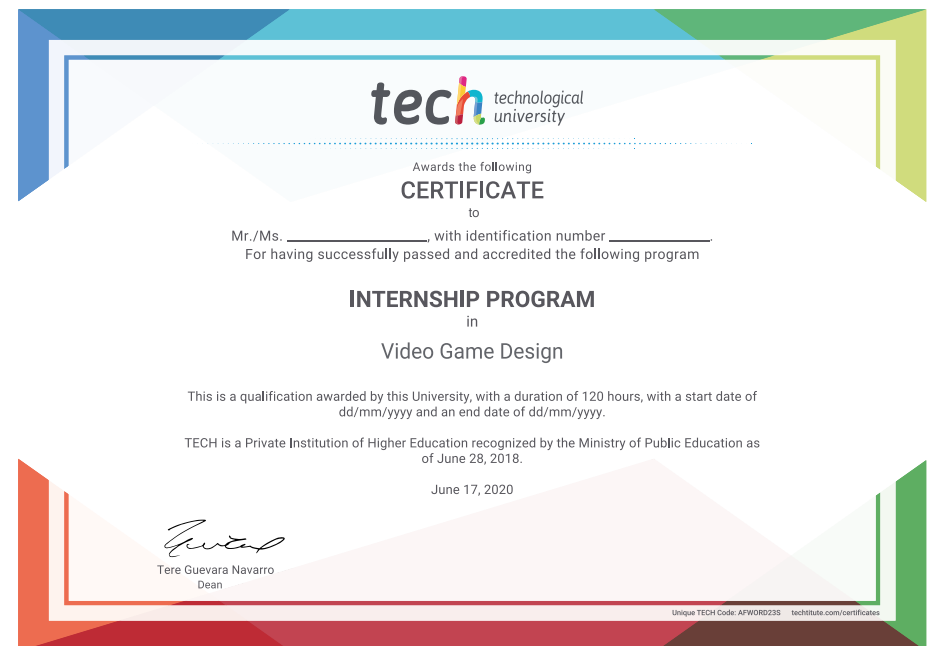 tech technological
university
Awards the following
CERTIFICATE
to
Mr./Ms. ____________________, with identification number ______________.
For having successfully passed and accredited the following program
INTERNSHIP PROGRAM
in
Video Game Design
This is a qualification awarded by this University, with a duration of 120 hours, with a start date of
dd/mm/yyyy and an end date of dd/mm/yyyy.
TECH is a Private Institution of Higher Education recognized by the Ministry of Public Education as
of June 28, 2018.
June 17, 2020
Tere Guevara Navarro
Dean
Unique TECH Code: AFWORD23S techtitute.com/certificates